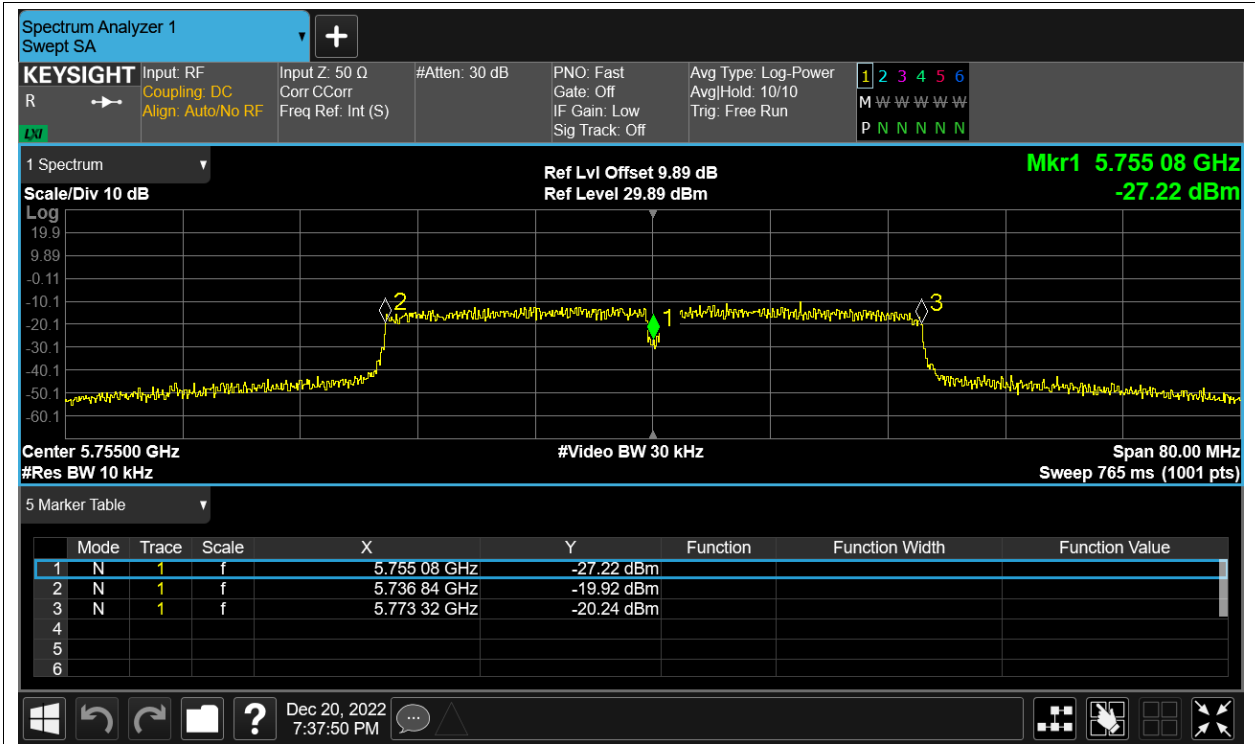 Spectrum Analyzer 1
Swept SA
+
KEYSIGHT Input: RF Input Z: 50 Ω #Atten: 30 dB PNO: Fast Avg Type: Log-Power 1 2 3 4 5 6
R Coupling: DC Corr CCorr Gate: Off Avg|Hold: 10/10 M W W W W W W
Align: Auto/No RF Freq Ref: Int (S) IF Gain: Low Trig: Free Run
LXI Sig Track: Off P N N N N N N
1 Spectrum Ref Lvl Offset 9.89 dB Mkr1 5.755 08 GHz
Scale/Div 10 dB Ref Level 29.89 dBm -27.22 dBm
Log
19.9
9.89
-0.11
-10.1 2 3
-20.1 1
-30.1
-40.1
-50.1
-60.1
Center 5.75500 GHz #Video BW 30 kHz Span 80.00 MHz
#Res BW 10 kHz Sweep 765 ms (1001 pts)
5 Marker Table
Mode Trace Scale X Y Function Function Width Function Value
1 N 1 f 5.755 08 GHz -27.22 dBm
2 N 1 f 5.736 84 GHz -19.92 dBm
3 N 1 f 5.773 32 GHz -20.24 dBm
4
5
6
? Dec 20, 2022
7:37:50 PM ...